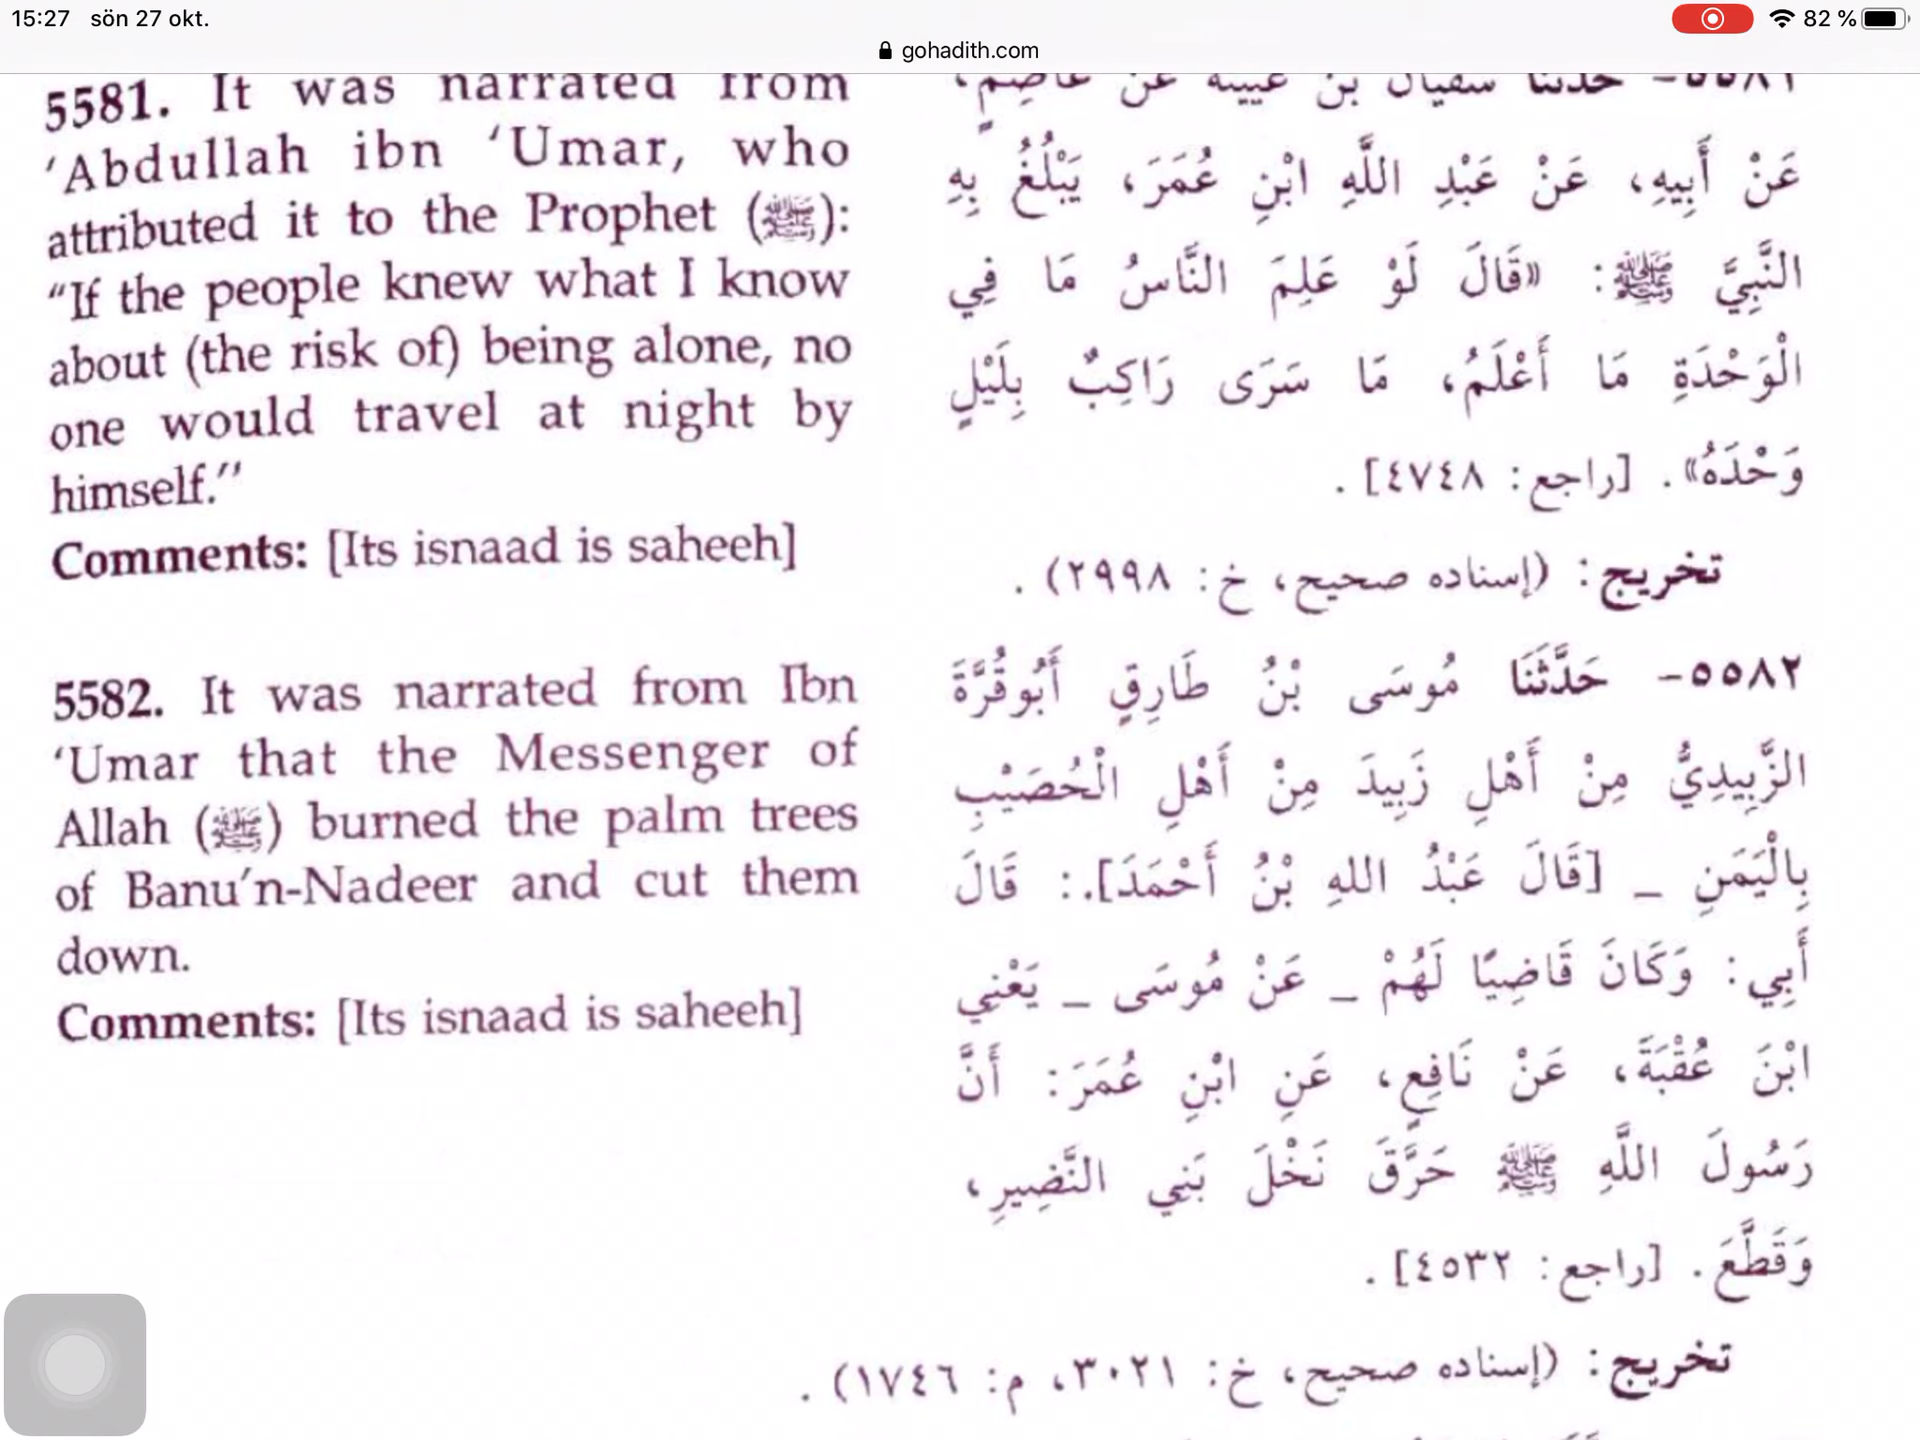 15:27 sön 27 okt.
82 %
gohadith.com
5581. It was narrated from
‘Abdullah ibn ‘Umar, who
attributed it to the Prophet (ﷺ):
“If the people knew what I know
about (the risk of) being alone, no
one would travel at night by
himself.”
Comments: [Its isnaad is saheeh]
5582. It was narrated from Ibn
‘Umar that the Messenger of
Allah (ﷺ) burned the palm trees
of Banu’n-Nadeer and cut them
down.
Comments: [Its isnaad is saheeh]
٥٥٨١- حَدَّثَنَا سُفْيَانُ بْنُ عُيَيْنَةَ عَنْ عَاصِمٍ،
عَنْ أَبِيهِ، عَنْ عَبْدِ اللَّهِ ابْنِ عُمَرَ، يَبْلُغُ بِهِ
النَّبِيَّ ﷺ: «قَالَ لَوْ عَلِمَ النَّاسُ مَا فِي
الْوَحْدَةِ مَا أَعْلَمُ، مَا سَرَى رَاكِبٌ بِلَيْلٍ
وَحْدَهُ». [راجع: ٤٧٤٨].
تخريج: (إسناده صحيح، خ: ٢٩٩٨).
٥٥٨٢- حَدَّثَنَا مُوسَى بْنُ طَارِقٍ أَبُوقُرَّةَ
الزَّبِيدِيُّ مِنْ أَهْلِ زَبِيدَ مِنْ أَهْلِ الْحُصَيْبِ
بِالْيَمَنِ _ [قَالَ عَبْدُ اللهِ بْنُ أَحْمَدَ].: قَالَ
أَبِي: وَكَانَ قَاضِيًا لَهُمْ _ عَنْ مُوسَى _ يَعْنِي
ابْنَ عُقْبَةَ، عَنْ نَافِعٍ، عَنِ ابْنِ عُمَرَ: أَنَّ
رَسُولَ اللَّهِ ﷺ حَرَّقَ نَخْلَ بَنِي النَّضِيرِ،
وَقَطَّعَ. [راجع: ٤٥٣٢].
تخريج: (إسناده صحيح، خ: ٣٠٢١، م: ١٧٤٦).